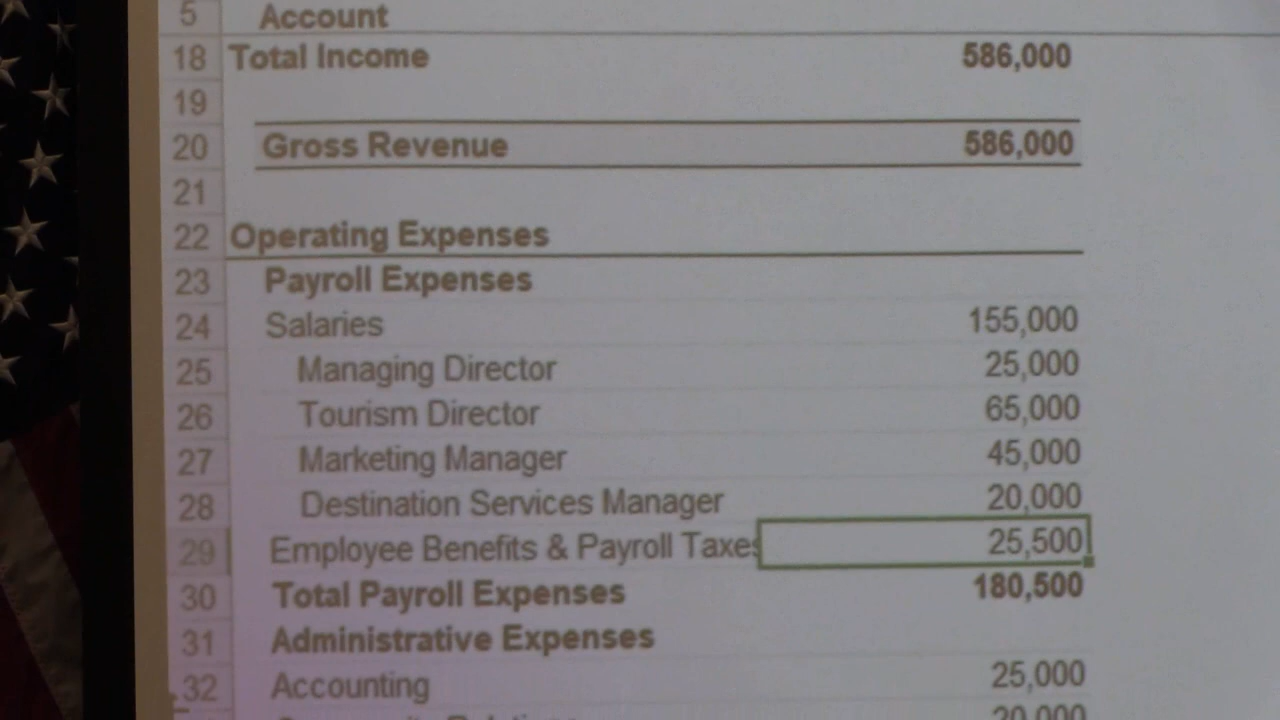 5 Account
18 Total Income 586,000
19
20 Gross Revenue 586,000
21
22 Operating Expenses
23 Payroll Expenses
24 Salaries 155,000
25 Managing Director 25,000
26 Tourism Director 65,000
27 Marketing Manager 45,000
28 Destination Services Manager 20,000
29 Employee Benefits & Payroll Taxes 25,500
30 Total Payroll Expenses 180,500
31 Administrative Expenses
32 Accounting 25,000
20,000